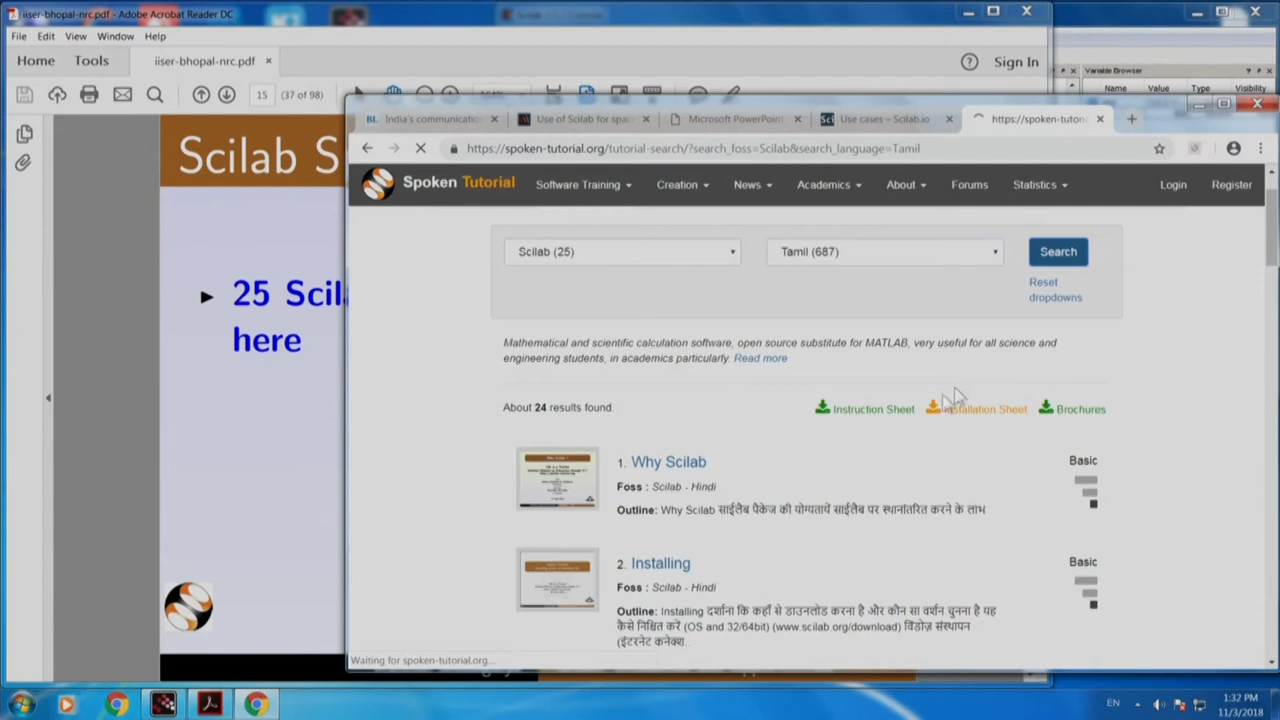 iiser-bhopal-nrc.pdf - Adobe Acrobat Reader DC
File Edit View Window Help
Home Tools iiser-bhopal-nrc.pdf × Sign In
15 (37 of 98)
Variable Browser
Name Value Type Visibility
Scilab S
25 Scil
here
India's communicatio × Use of Scilab for spac × Microsoft PowerPoin × Use cases – Scilab.io × https://spoken-tutori ×
https://spoken-tutorial.org/tutorial-search/?search_foss=Scilab&search_language=Tamil
Spoken Tutorial Software Training Creation News Academics About Forums Statistics Login Register
Scilab (25) Tamil (687) Search
Reset
dropdowns
Mathematical and scientific calculation software, open source substitute for MATLAB, very useful for all science and
engineering students, in academics particularly. Read more
About 24 results found. Instruction Sheet Installation Sheet Brochures
1. Why Scilab Basic
Foss : Scilab - Hindi
Outline: Why Scilab साईलैब पैकेज की योग्यतायें साईलैब पर स्थानांतरित करने के लाभ
2. Installing Basic
Foss : Scilab - Hindi
Outline: Installing दर्शाना कि कहाँ से डाउनलोड करना है और कौन सा वर्शन चुनना है यह
कैसे निश्चित करें (OS and 32/64bit) (www.scilab.org/download) विंडोज़ संस्थापन
(इंटरनेट कनेक्श..
Waiting for spoken-tutorial.org...
EN 1:32 PM
11/3/2018